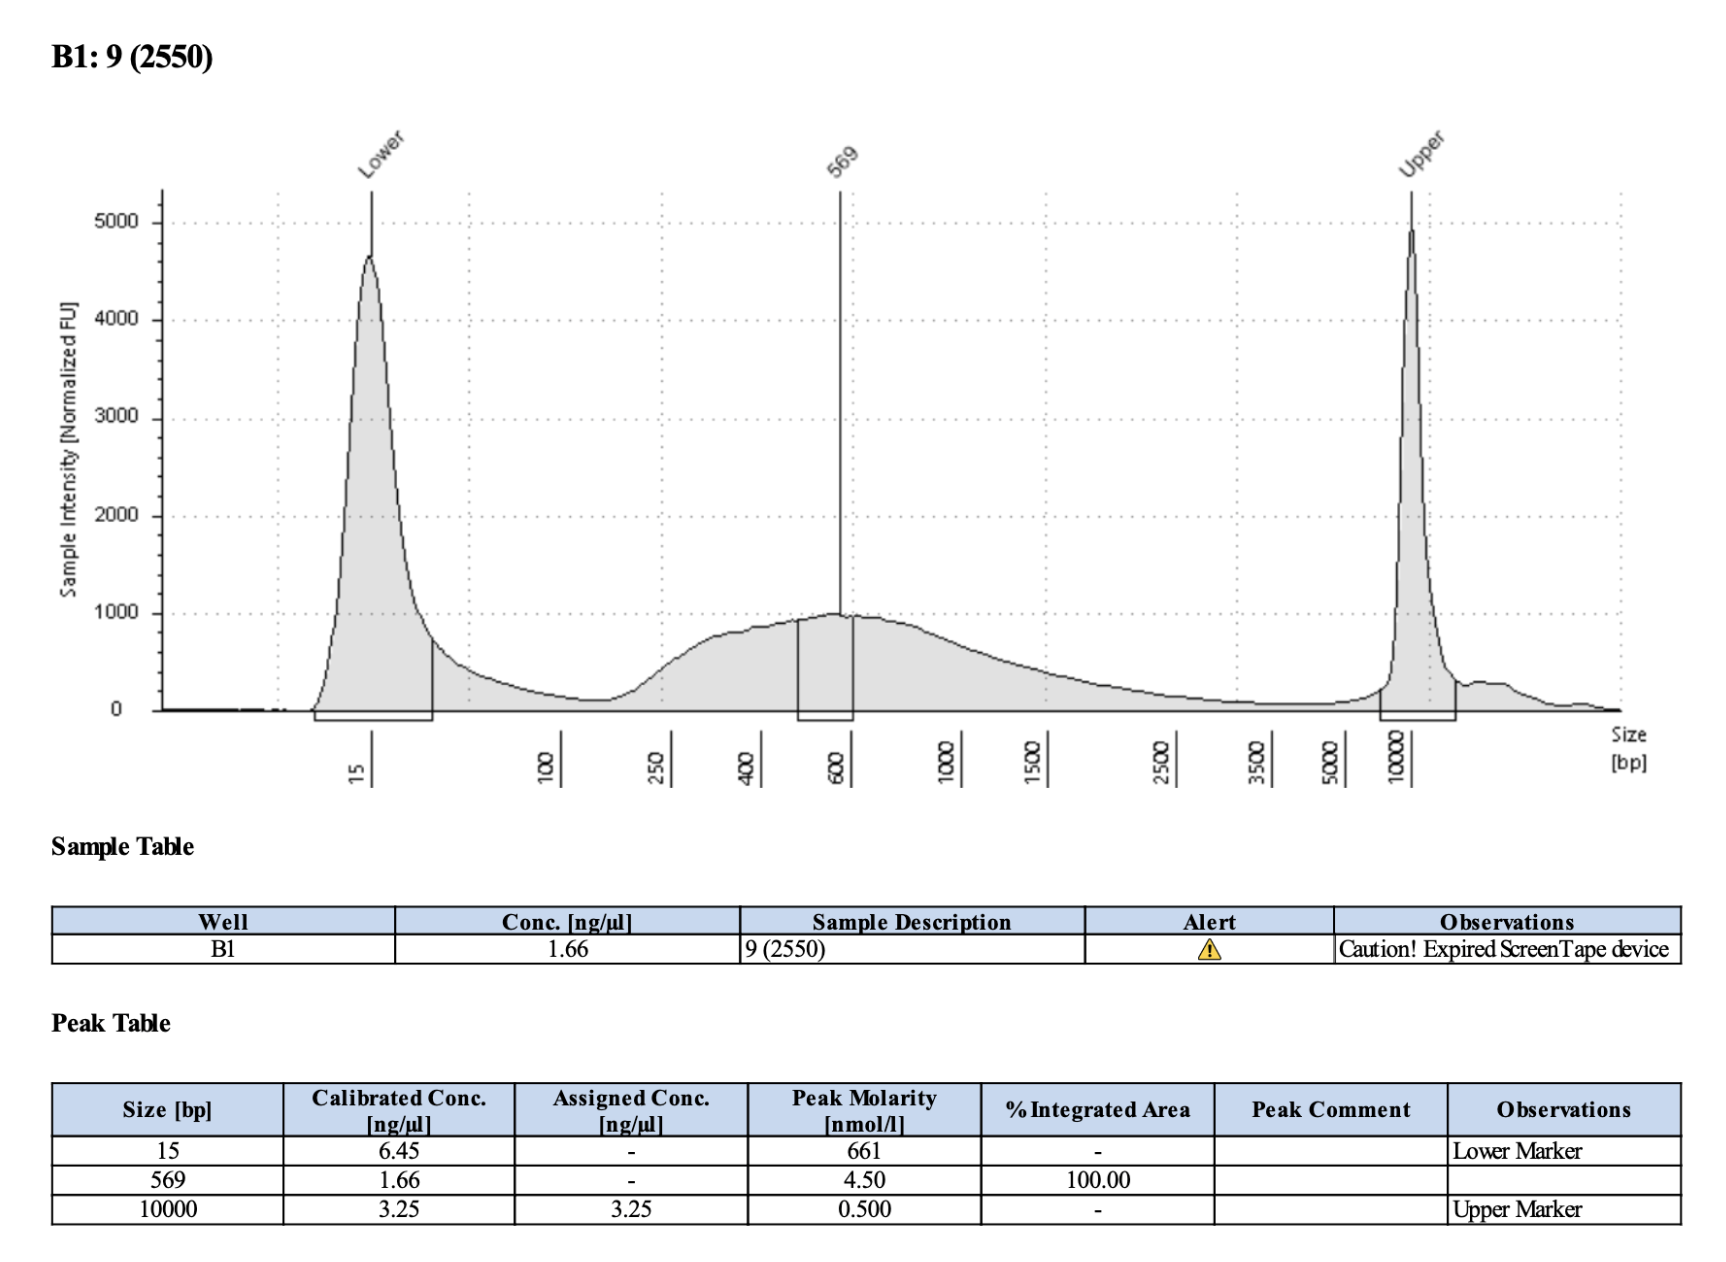 B1: 9 (2550)
Lower
569
Upper
Sample Intensity [Normalized FU]
5000
4000
3000
2000
1000
0
15
100
250
400
600
1000
1500
2500
3500
5000
10000
Size
[bp]
Sample Table
Well Conc. [ng/µl] Sample Description Alert Observations
B1 1.66 9 (2550) Caution! Expired ScreenTape device
Peak Table
Size [bp] Calibrated Conc. [ng/µl] Assigned Conc. [ng/µl] Peak Molarity [nmol/l] % Integrated Area Peak Comment Observations
15 6.45 - 661 - Lower Marker
569 1.66 - 4.50 100.00
10000 3.25 3.25 0.500 - Upper Marker